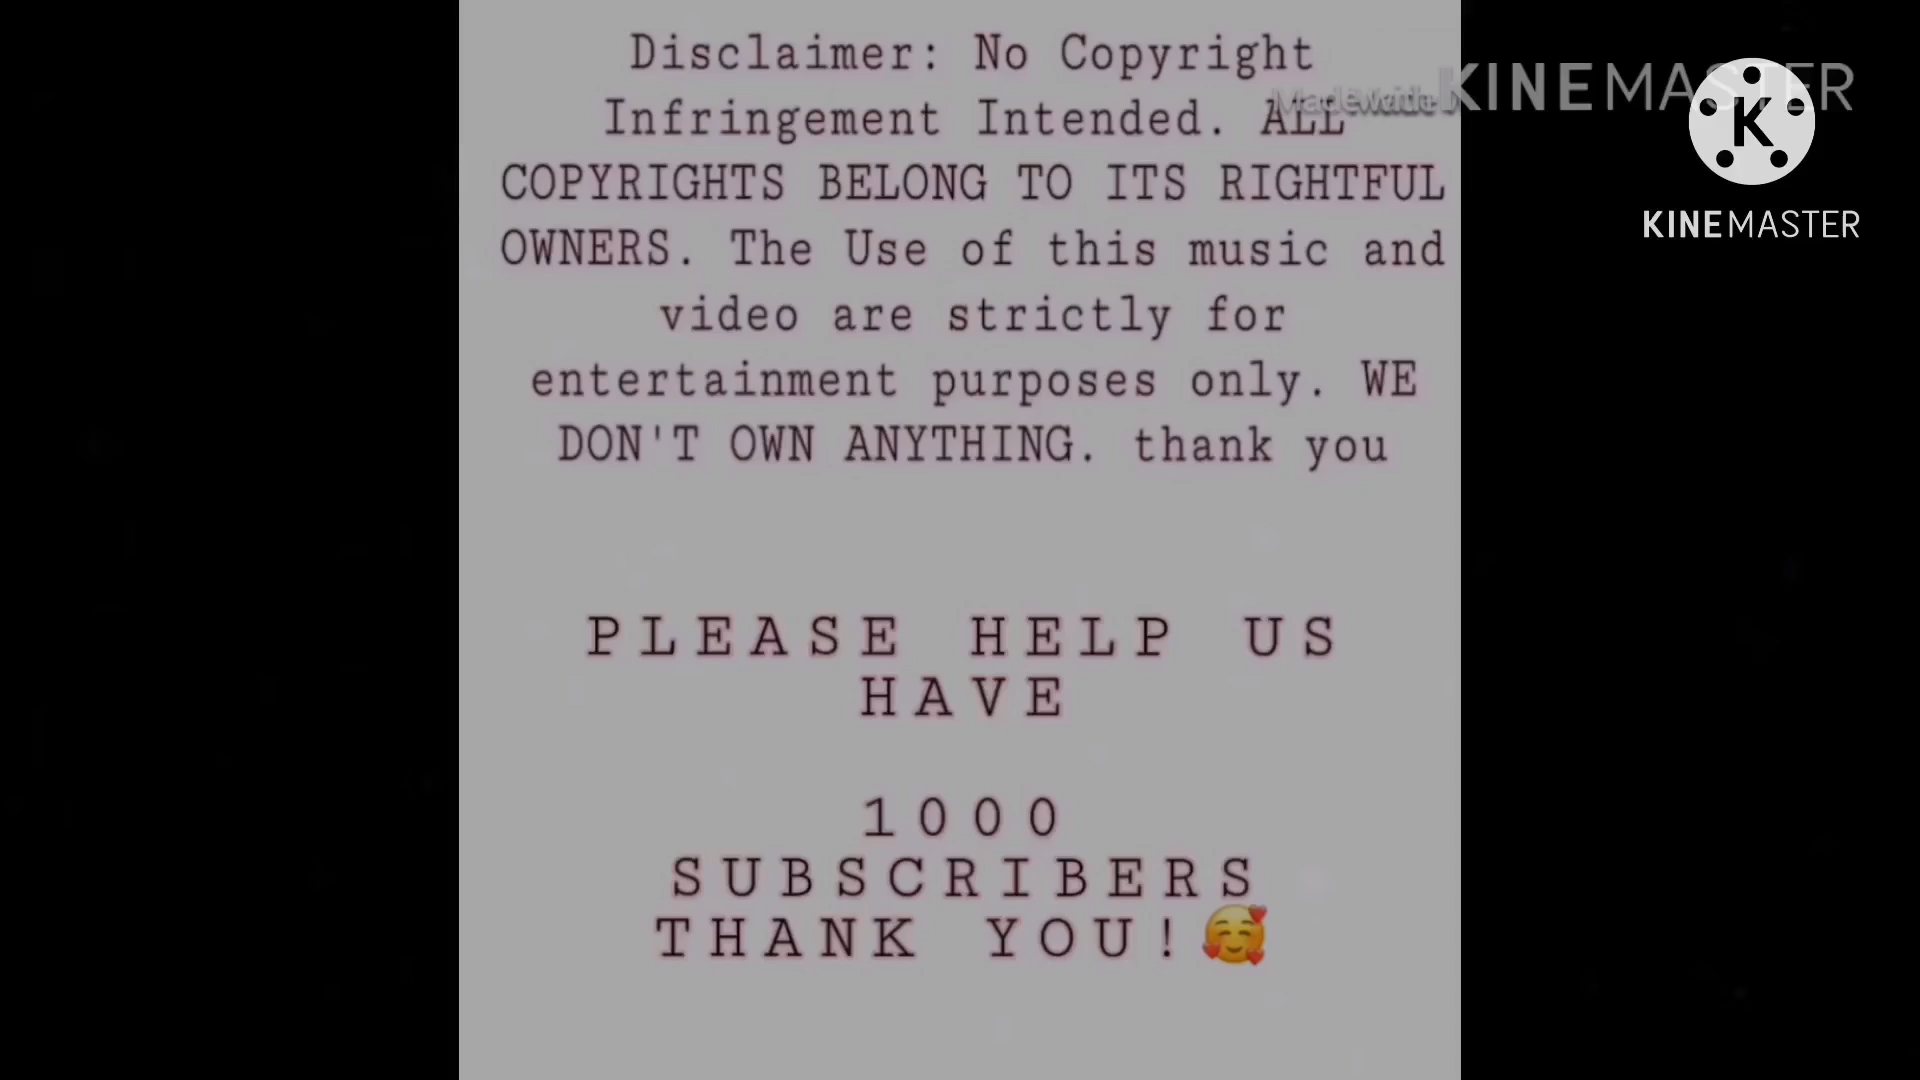 Disclaimer: No Copyright
Infringement Intended. ALL
COPYRIGHTS BELONG TO ITS RIGHTFUL
OWNERS. The Use of this music and
video are strictly for
entertainment purposes only. WE
DON'T OWN ANYTHING. thank you
PLEASE HELP US
HAVE
1000
SUBSCRIBERS
THANK YOU!🥰
KINEMASTER
K
KINEMASTER